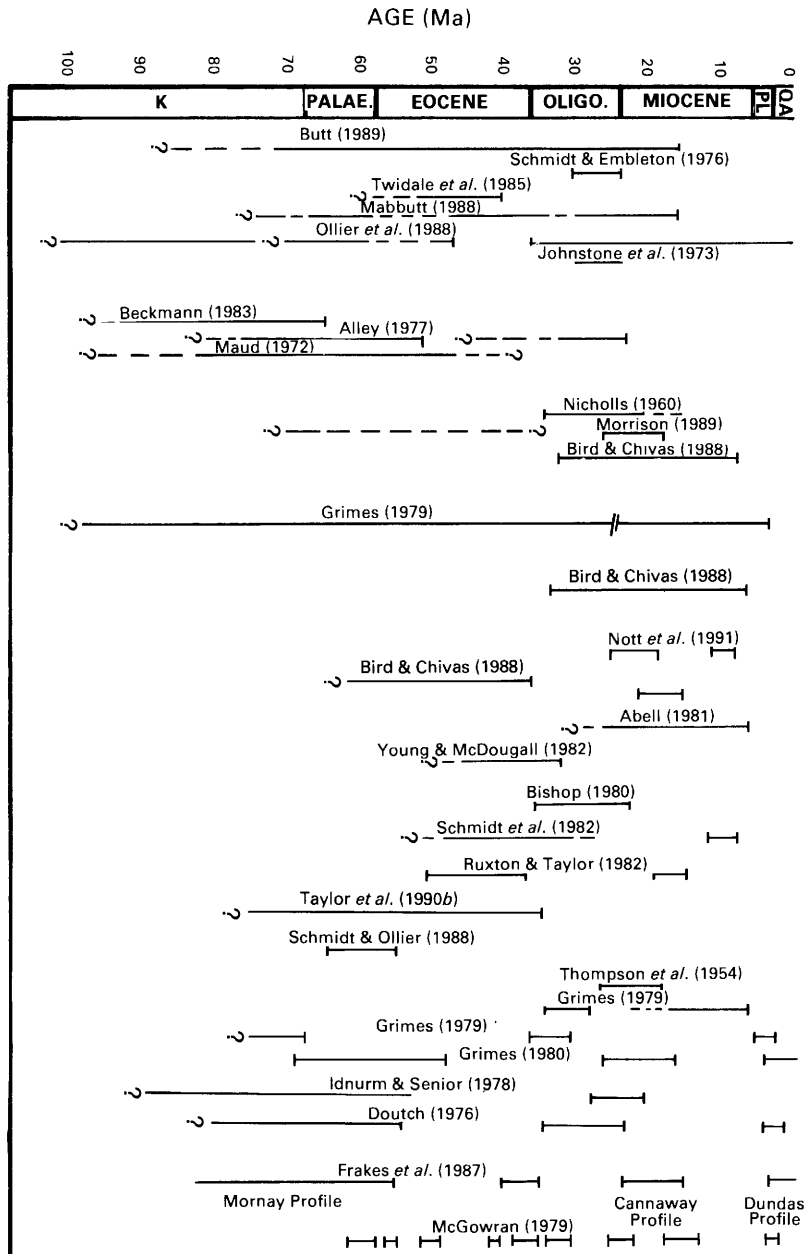 AGE (Ma)
100 90 80 70 60 50 40 30 20 10 0
K PALAE. EOCENE OLIGO. MIOCENE PL QA
Butt (1989)
?
Schmidt & Embleton (1976)
Twidale et al. (1985)
?
Mabbutt (1988)
?
Ollier et al. (1988)
? ?
Johnstone et al. (1973)
Beckmann (1983)
?
Alley (1977)
? ?
Maud (1972)
? ?
Nicholls (1960)
Morrison (1989)
? ?
Bird & Chivas (1988)
Grimes (1979)
?
Bird & Chivas (1988)
Nott et al. (1991)
Bird & Chivas (1988)
?
Abell (1981)
?
Young & McDougall (1982)
?
Bishop (1980)
Schmidt et al. (1982)
?
Ruxton & Taylor (1982)
Taylor et al. (1990b)
?
Schmidt & Ollier (1988)
Thompson et al. (1954)
Grimes (1979)
Grimes (1979)
?
Grimes (1980)
Idnurm & Senior (1978)
?
Doutch (1976)
?
Frakes et al. (1987)
Mornay Profile Cannaway Profile Dundas Profile
McGowran (1979)